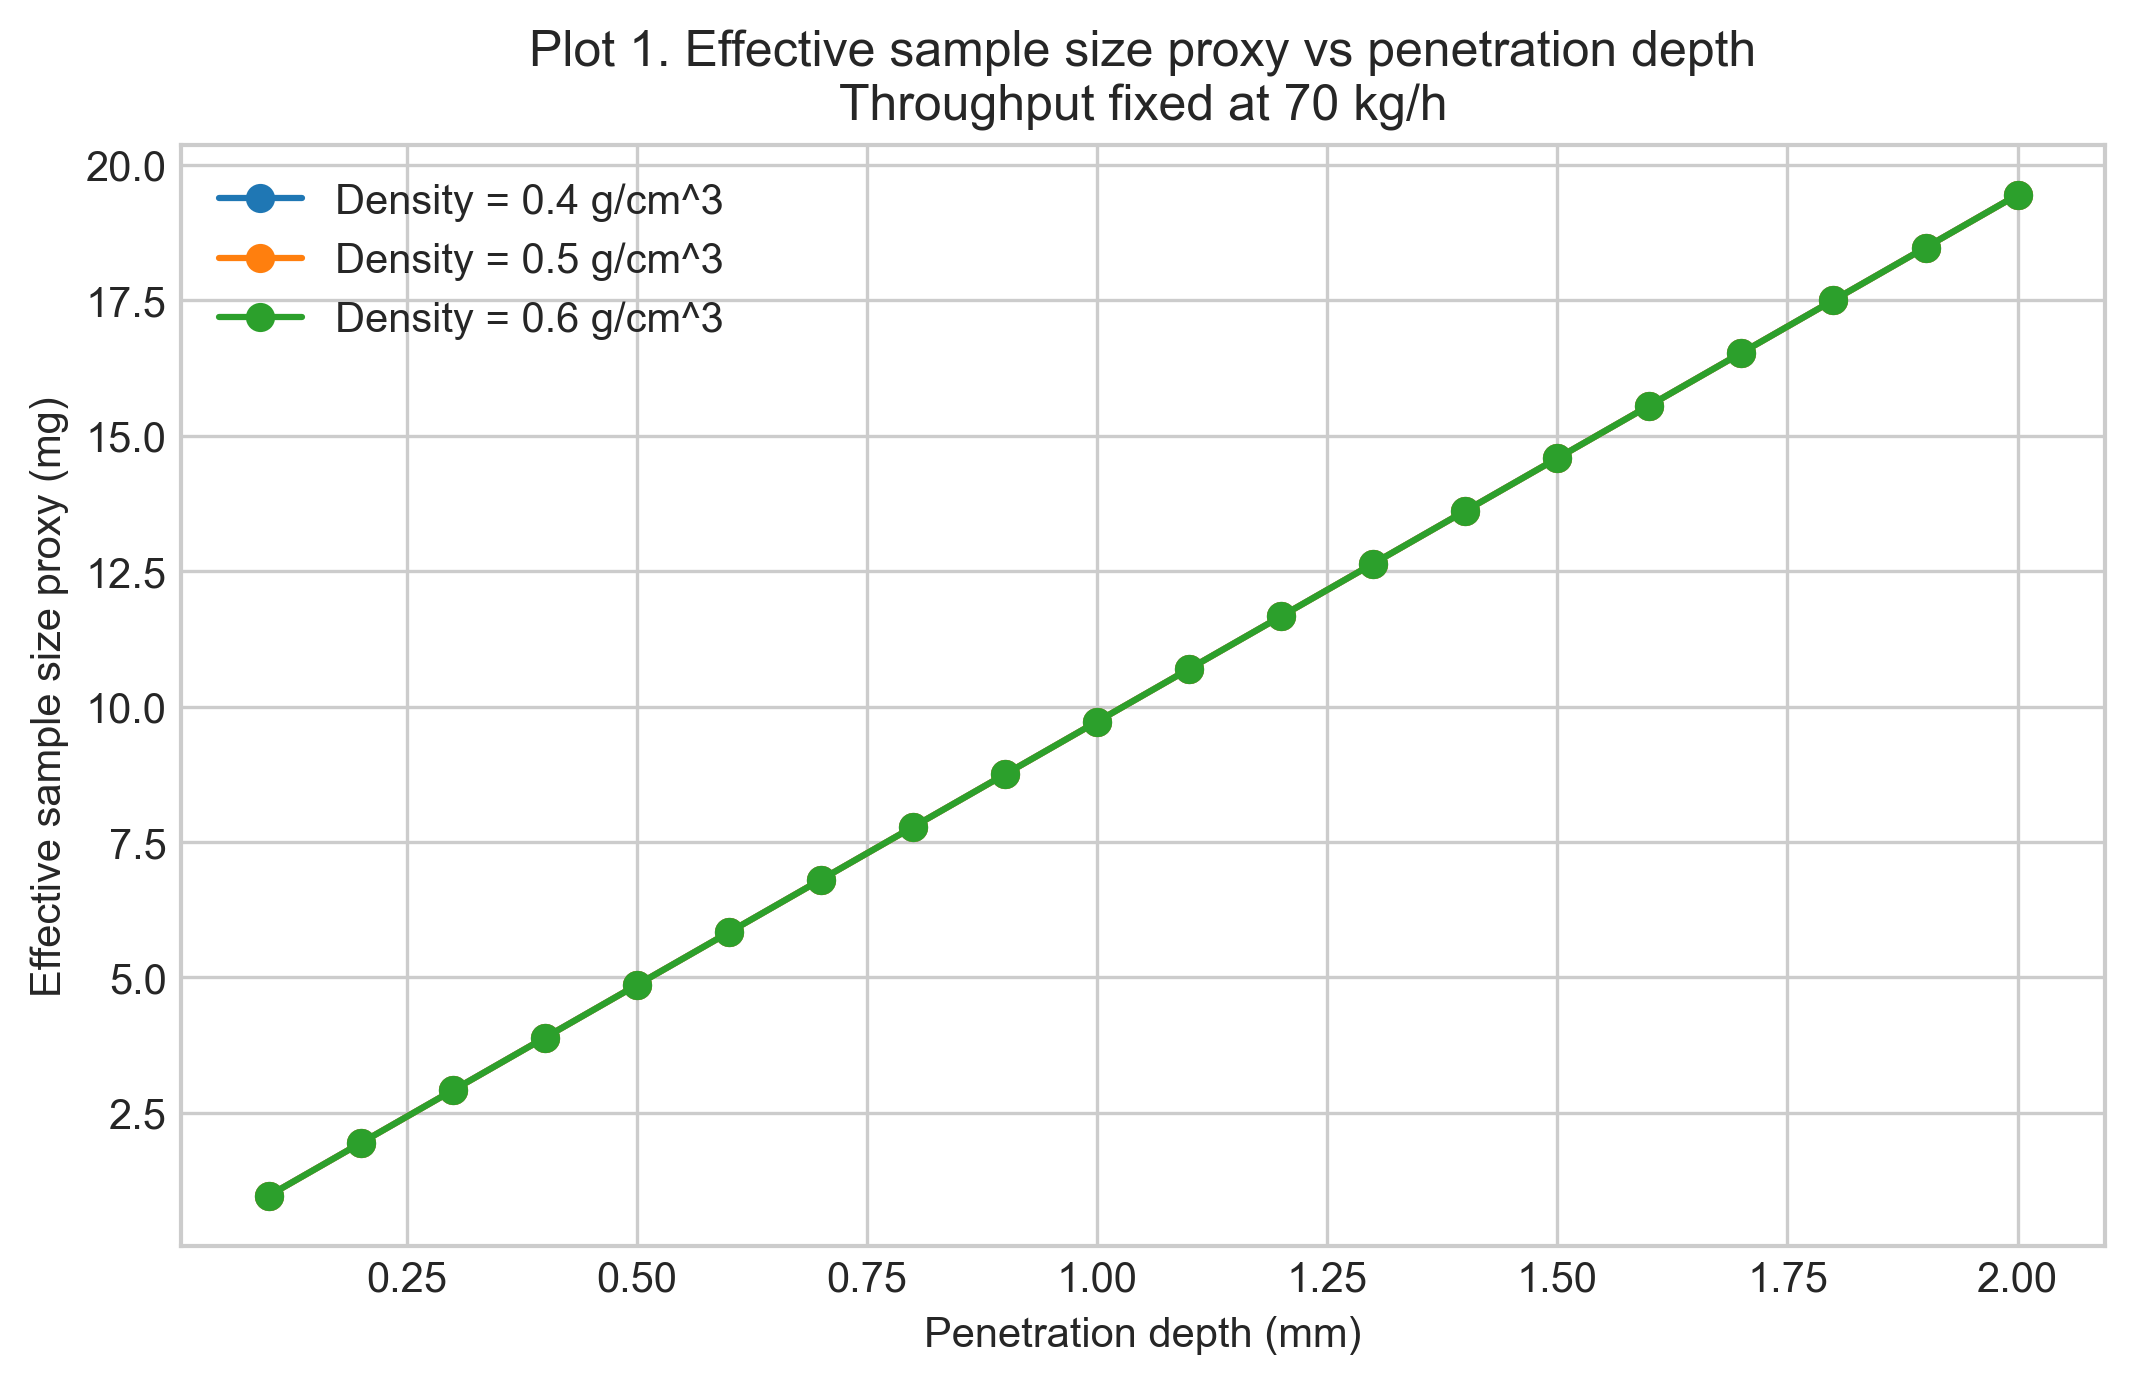 Plot 1. Effective sample size proxy vs penetration depth
Throughput fixed at 70 kg/h
Effective sample size proxy (mg)
20.0
17.5
15.0
12.5
10.0
7.5
5.0
2.5
Density = 0.4 g/cm^3
Density = 0.5 g/cm^3
Density = 0.6 g/cm^3
0.25 0.50 0.75 1.00 1.25 1.50 1.75 2.00
Penetration depth (mm)